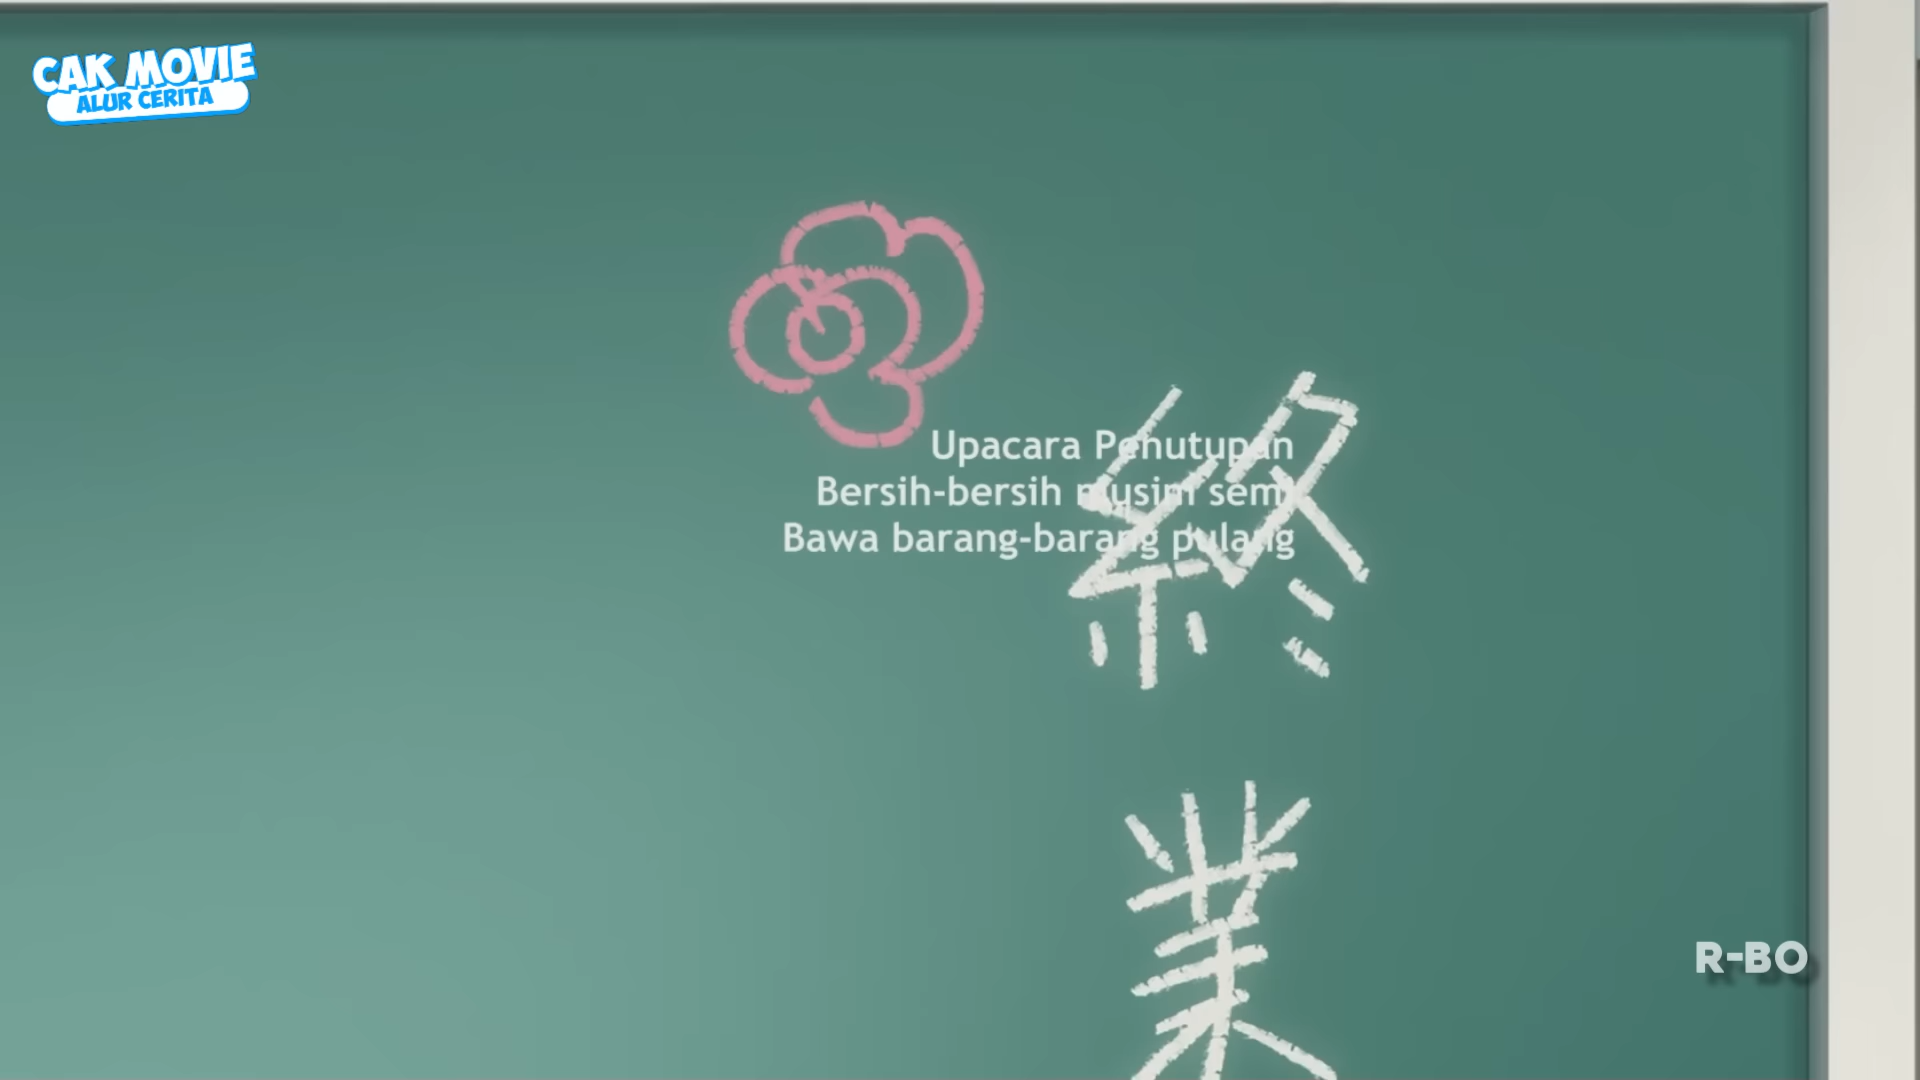 CAK MOVIE
ALUR CERITA
Upacara Penutupan
Bersih-bersih musim semi
Bawa barang-barang pulang
終
業
R-BO